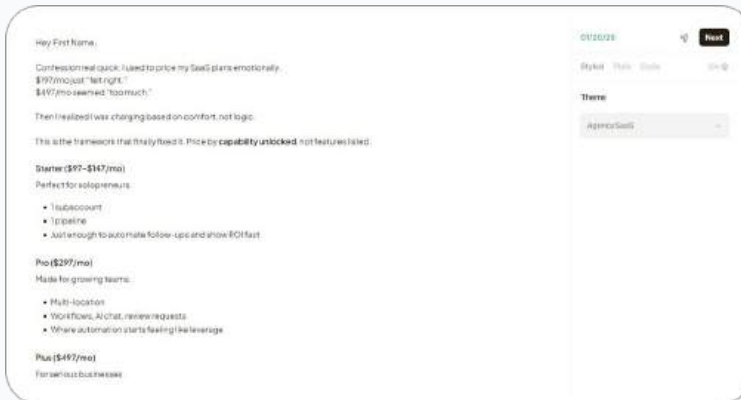 Hey First Name,
Confession real quick: I used to price my SaaS plans emotionally.
$197/mo just "felt right."
$497/mo seemed "too much."
Then I realized I was charging based on comfort, not logic.
This is the framework that finally fixed it. Price by capability unlocked, not features listed.
Starter ($97–$147/mo)
Perfect for solopreneurs.
• 1 subaccount
• 1 pipeline
• Just enough to automate follow-ups and show ROI fast
Pro ($297/mo)
Made for growing teams.
• Multi-location
• Workflows, AI chat, review requests
• Where automation starts feeling like leverage
Plus ($497/mo)
For serious businesses
Next
Styled Plain Code
Theme
AgencySaaS